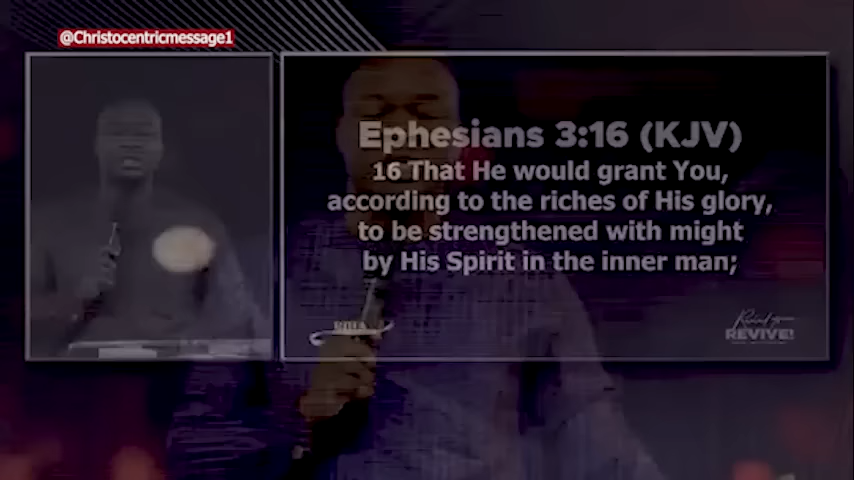 @Christocentricmessage1
Ephesians 3:16 (KJV)
16 That He would grant You,
according to the riches of His glory,
to be strengthened with might
by His Spirit in the inner man;
REVIVE!